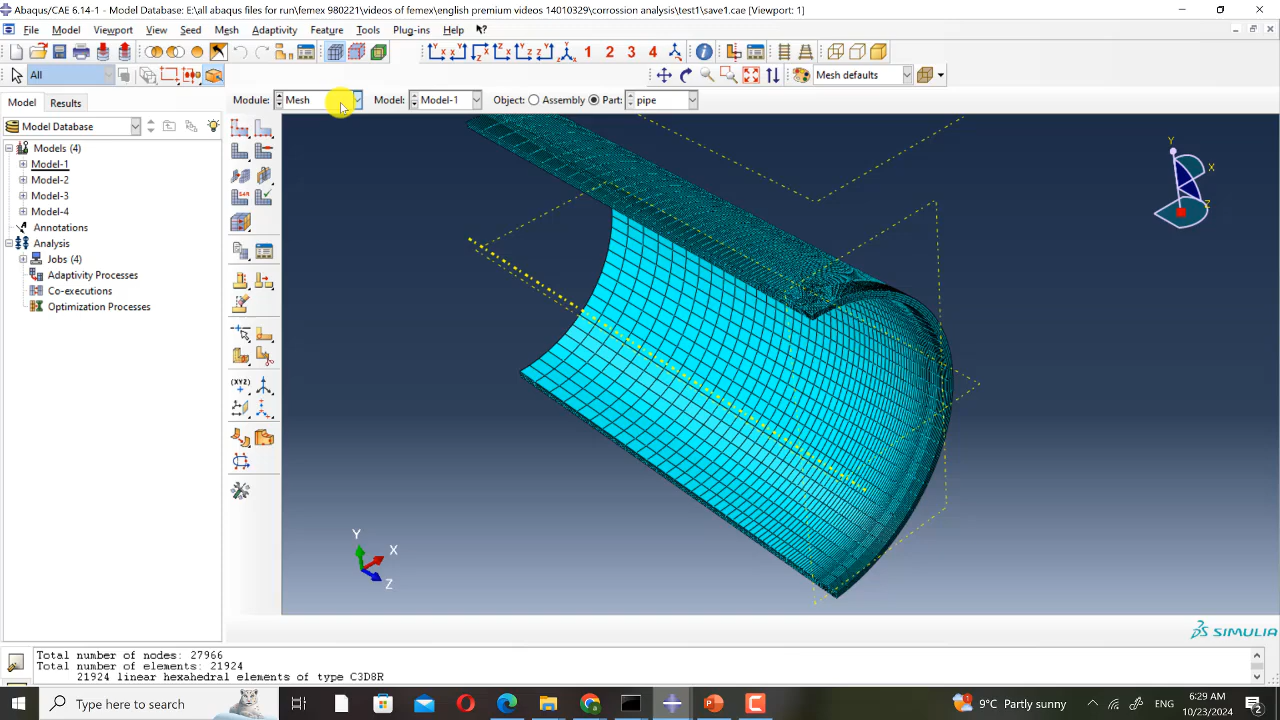 Abaqus/CAE 6.14-1 - Model Database: E:\all abaqus files for run\femex 980221\videos of femex\english premium videos 14010329\corrossion analysis\test1\save1.cae [Viewport: 1]
File Model Viewport View Seed Mesh Adaptivity Feature Tools Plug-ins
1 2 3 4
All
Mesh defaults
Model Results
Module: Mesh Model: Model-1 Object: Assembly Part: pipe
Model Database
Models (4)
Model-1
Model-2
Model-3
Model-4
Annotations
Analysis
Jobs (4)
Adaptivity Processes
Co-executions
Optimization Processes
Y
X
Z
Y
X
Z
SIMULIA
Total number of nodes: 27966
Total number of elements: 21924
21924 linear hexahedral elements of type C3D8R
Type here to search
9°C Partly sunny
ENG
6:29 AM
10/23/2024
2